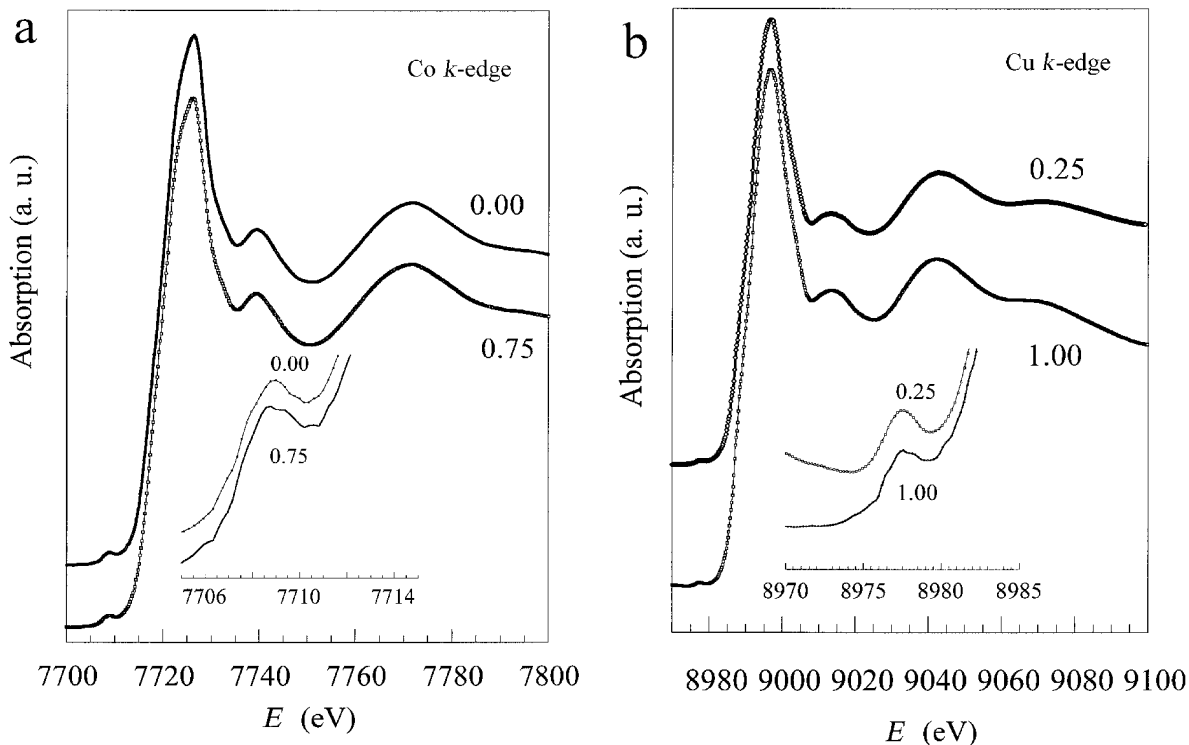 a
Co k-edge
Absorption (a. u.)
0.00
0.75
0.00
0.75
7706 7710 7714
7700 7720 7740 7760 7780 7800
E (eV)
b
Cu k-edge
Absorption (a. u.)
0.25
1.00
0.25
1.00
8970 8975 8980 8985
8980 9000 9020 9040 9060 9080 9100
E (eV)